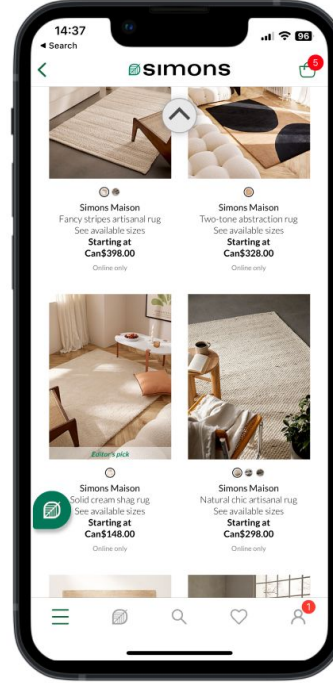 14:37
96
◄ Search
simons
5
Simons Maison
Fancy stripes artisanal rug
See available sizes
Starting at
Can$398.00
Online only
Simons Maison
Two-tone abstraction rug
See available sizes
Starting at
Can$328.00
Online only
Editor's pick
Simons Maison
Solid cream shag rug
See available sizes
Starting at
Can$148.00
Online only
Simons Maison
Natural chic artisanal rug
See available sizes
Starting at
Can$298.00
Online only
1